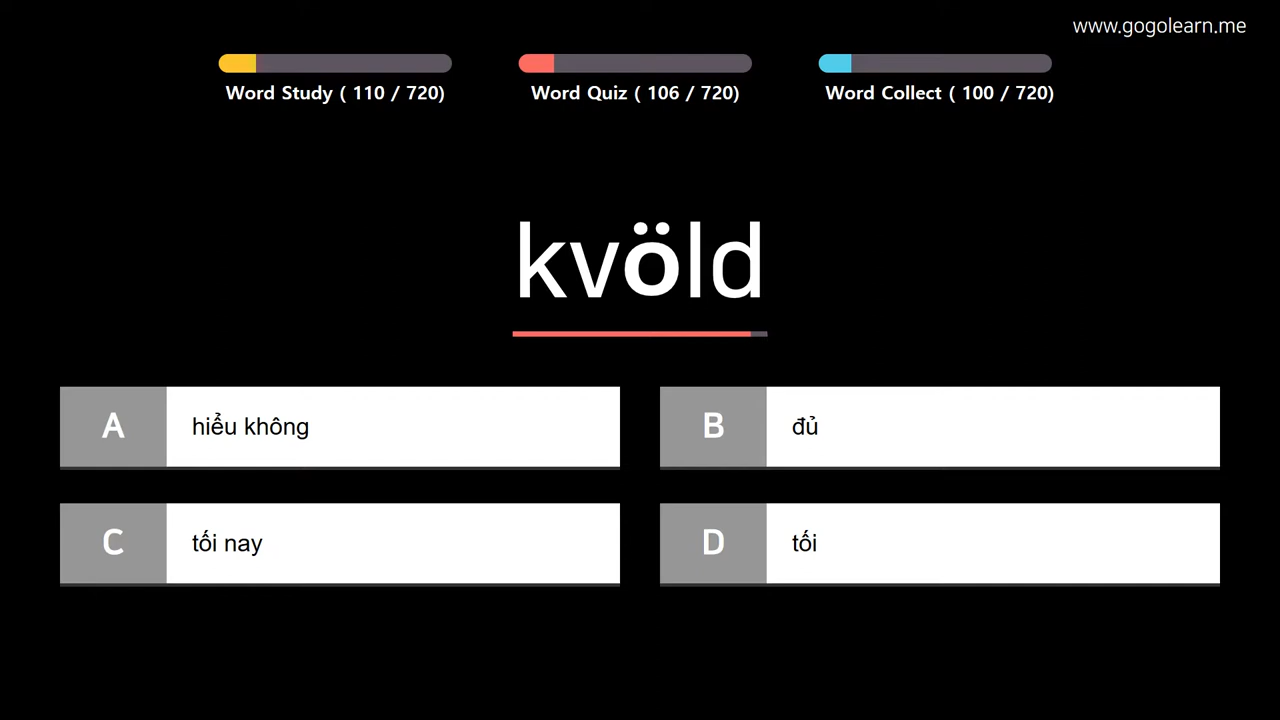 www.gogolearn.me
Word Study ( 110 / 720)
Word Quiz ( 106 / 720)
Word Collect ( 100 / 720)
kvöld
A
hiểu không
B
đủ
C
tối nay
D
tối